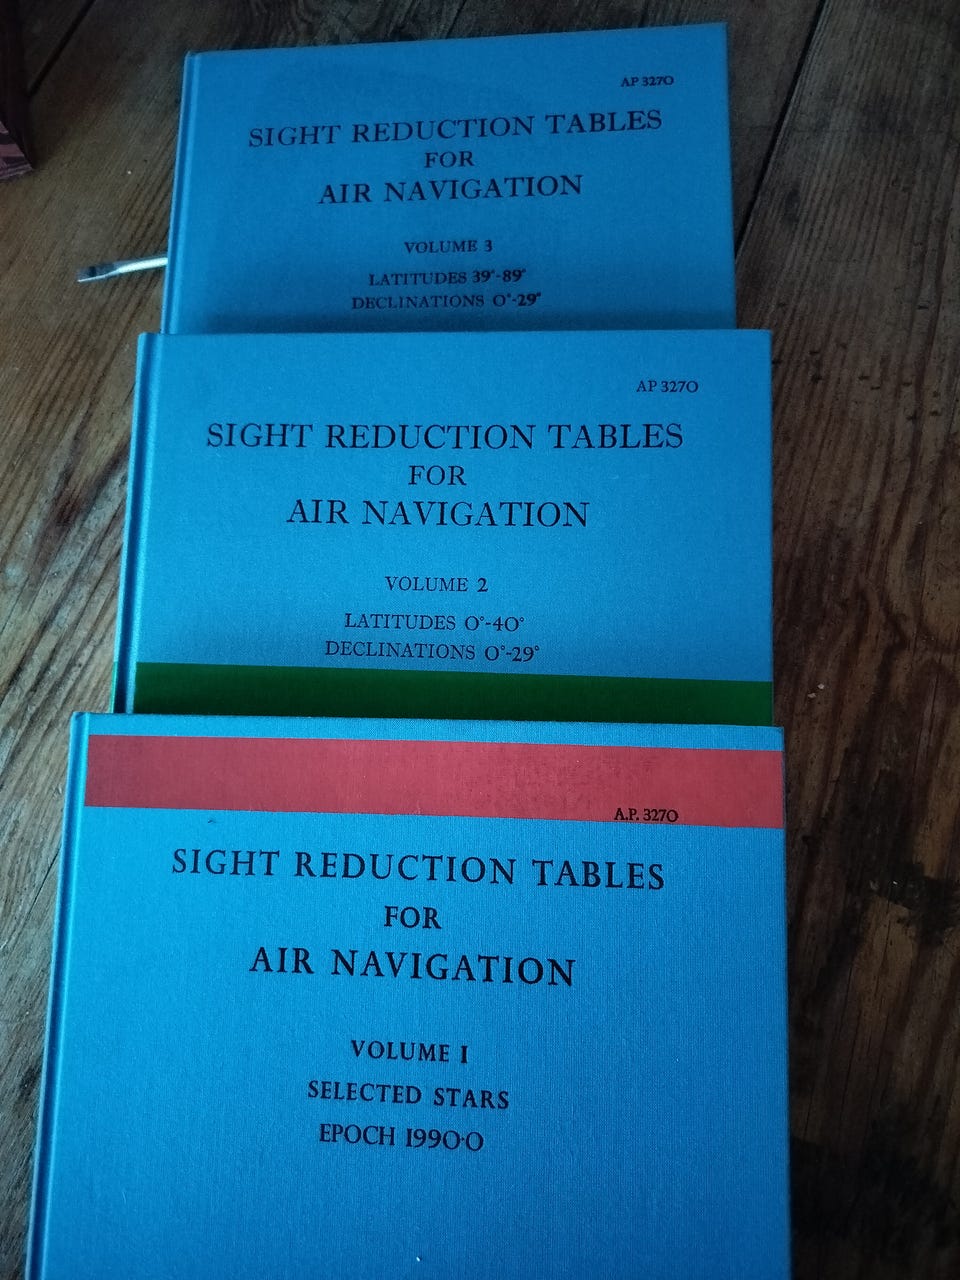 AP 3270
SIGHT REDUCTION TABLES
FOR
AIR NAVIGATION
VOLUME 3
LATITUDES 39°-89°
DECLINATIONS 0°-29°
AP 3270
SIGHT REDUCTION TABLES
FOR
AIR NAVIGATION
VOLUME 2
LATITUDES 0°-40°
DECLINATIONS 0°-29°
A.P. 3270
SIGHT REDUCTION TABLES
FOR
AIR NAVIGATION
VOLUME I
SELECTED STARS
EPOCH 1990·0